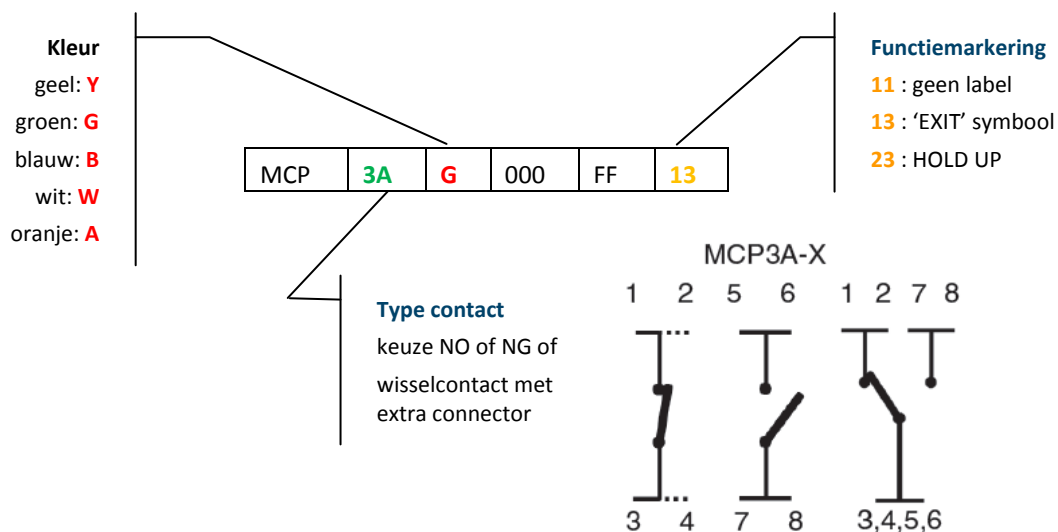 Kleur
geel: Y
groen: G
blauw: B
wit: W
oranje: A
Functiemarkering
11 : geen label
13 : ‘EXIT’ symbool
23 : HOLD UP
MCP 3A G 000 FF 13
Type contact
keuze NO of NG of
wisselcontact met
extra connector
MCP3A-X
1 2 5 6 1 2 7 8
3 4 7 8 3,4,5,6